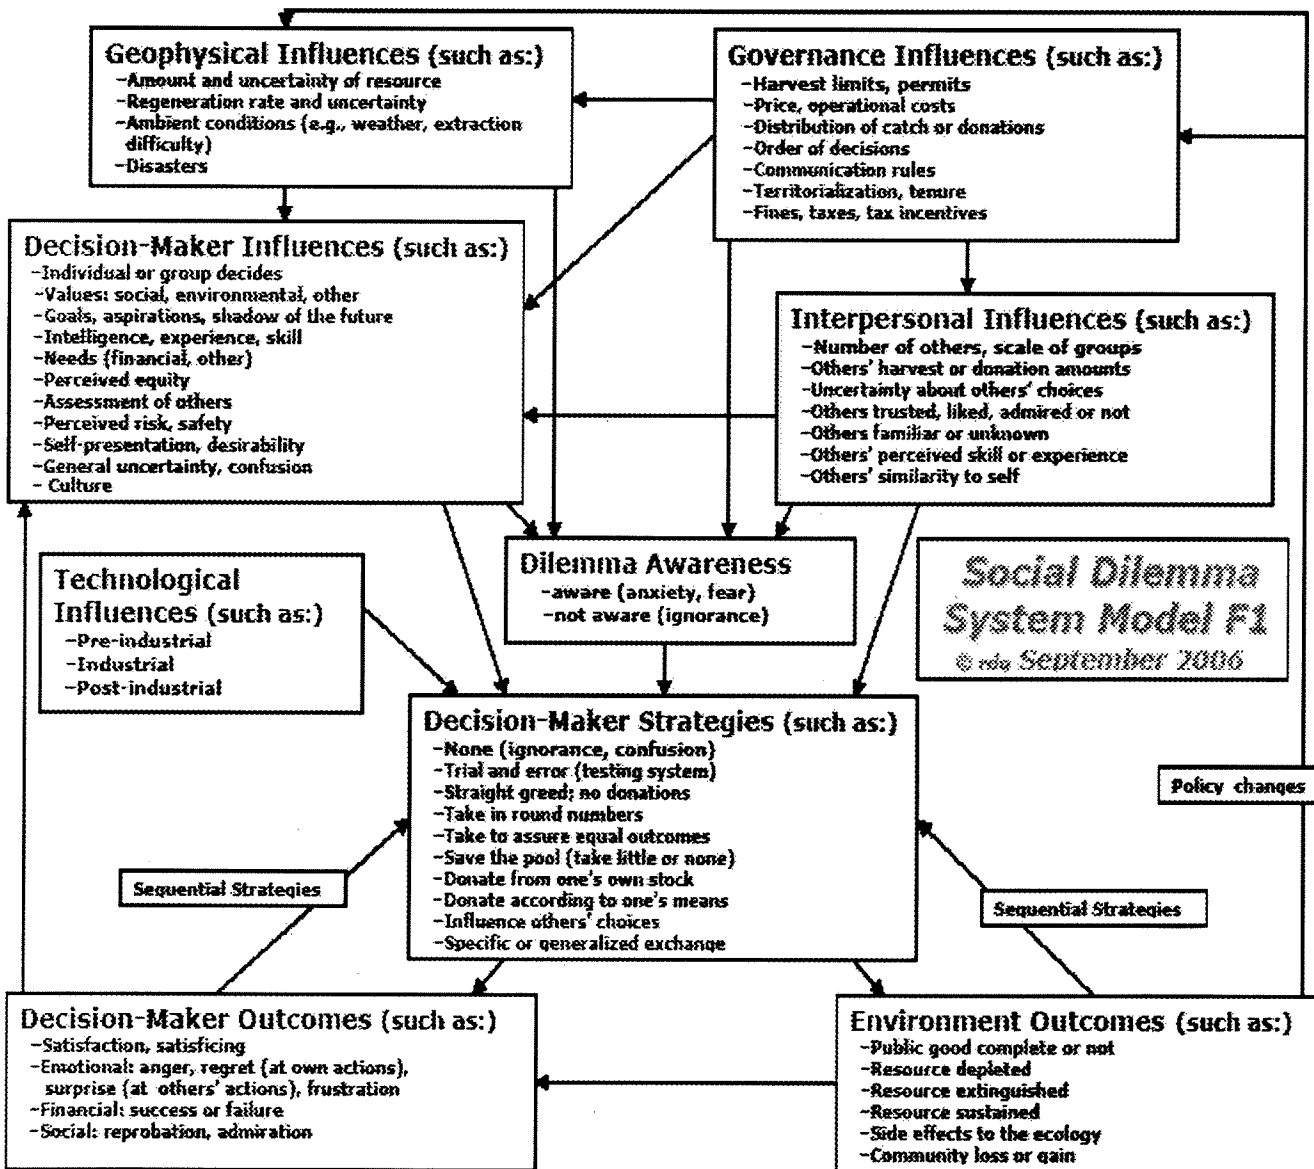 Geophysical Influences (such as:)
-Amount and uncertainty of resource
-Regeneration rate and uncertainty
-Ambient conditions (e.g., weather, extraction
difficulty)
-Disasters
Governance Influences (such as:)
-Harvest limits, permits
-Price, operational costs
-Distribution of catch or donations
-Order of decisions
-Communication rules
-Territorialization, tenure
-Fines, taxes, tax incentives
Decision-Maker Influences (such as:)
-Individual or group decides
-Values: social, environmental, other
-Goals, aspirations, shadow of the future
-Intelligence, experience, skill
-Needs (financial, other)
-Perceived equity
-Assessment of others
-Perceived risk, safety
-Self-presentation, desirability
-General uncertainty, confusion
- Culture
Interpersonal Influences (such as:)
-Number of others, scale of groups
-Others' harvest or donation amounts
-Uncertainty about others' choices
-Others trusted, liked, admired or not
-Others familiar or unknown
-Others' perceived skill or experience
-Others' similarity to self
Technological
Influences (such as:)
-Pre-industrial
-Industrial
-Post-industrial
Dilemma Awareness
-aware (anxiety, fear)
-not aware (ignorance)
Social Dilemma
System Model F1
© rdg September 2006
Decision-Maker Strategies (such as:)
-None (ignorance, confusion)
-Trial and error (testing system)
-Straight greed; no donations
-Take in round numbers
-Take to assure equal outcomes
-Save the pool (take little or none)
-Donate from one's own stock
-Donate according to one's means
-Influence others' choices
-Specific or generalized exchange
Policy changes
Sequential Strategies
Sequential Strategies
Decision-Maker Outcomes (such as:)
-Satisfaction, satisficing
-Emotional: anger, regret (at own actions),
surprise (at others' actions), frustration
-Financial: success or failure
-Social: reprobation, admiration
Environment Outcomes (such as:)
-Public good complete or not
-Resource depleted
-Resource extinguished
-Resource sustained
-Side effects to the ecology
-Community loss or gain